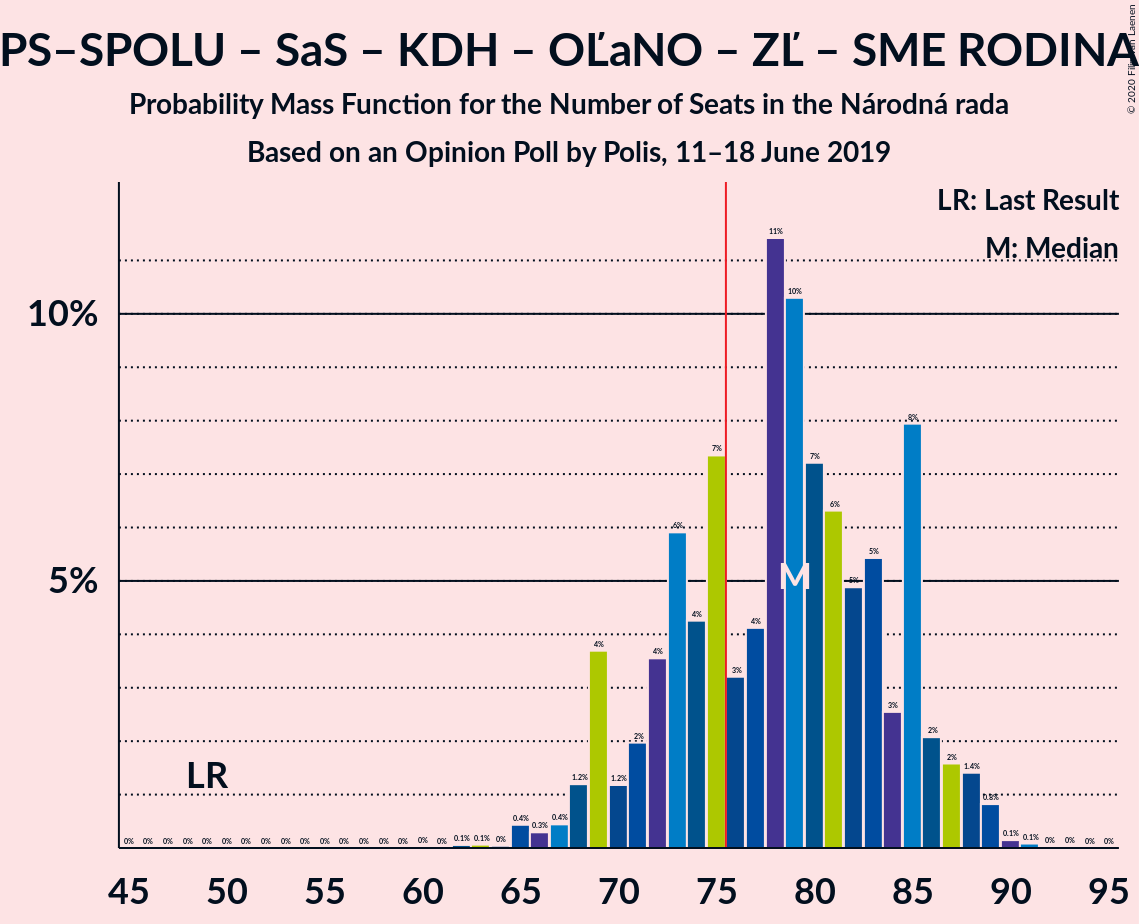 PS–SPOLU – SaS – KDH – OĽaNO – ZĽ – SME RODINA
Probability Mass Function for the Number of Seats in the Národná rada
Based on an Opinion Poll by Polis, 11–18 June 2019
© 2020 Filip van Laenen
LR: Last Result
M: Median
10%
5%
LR
M
0% 0% 0% 0% 0% 0% 0% 0% 0% 0% 0% 0% 0% 0% 0% 0% 0% 0.1% 0.1% 0% 0.4% 0.3% 0.4% 1.2% 4% 1.2% 2% 4% 6% 4% 7% 3% 4% 11% 10% 7% 6% 5% 5% 3% 8% 2% 2% 1.4% 0.8% 0.1% 0.1% 0% 0% 0% 0%
45 50 55 60 65 70 75 80 85 90 95